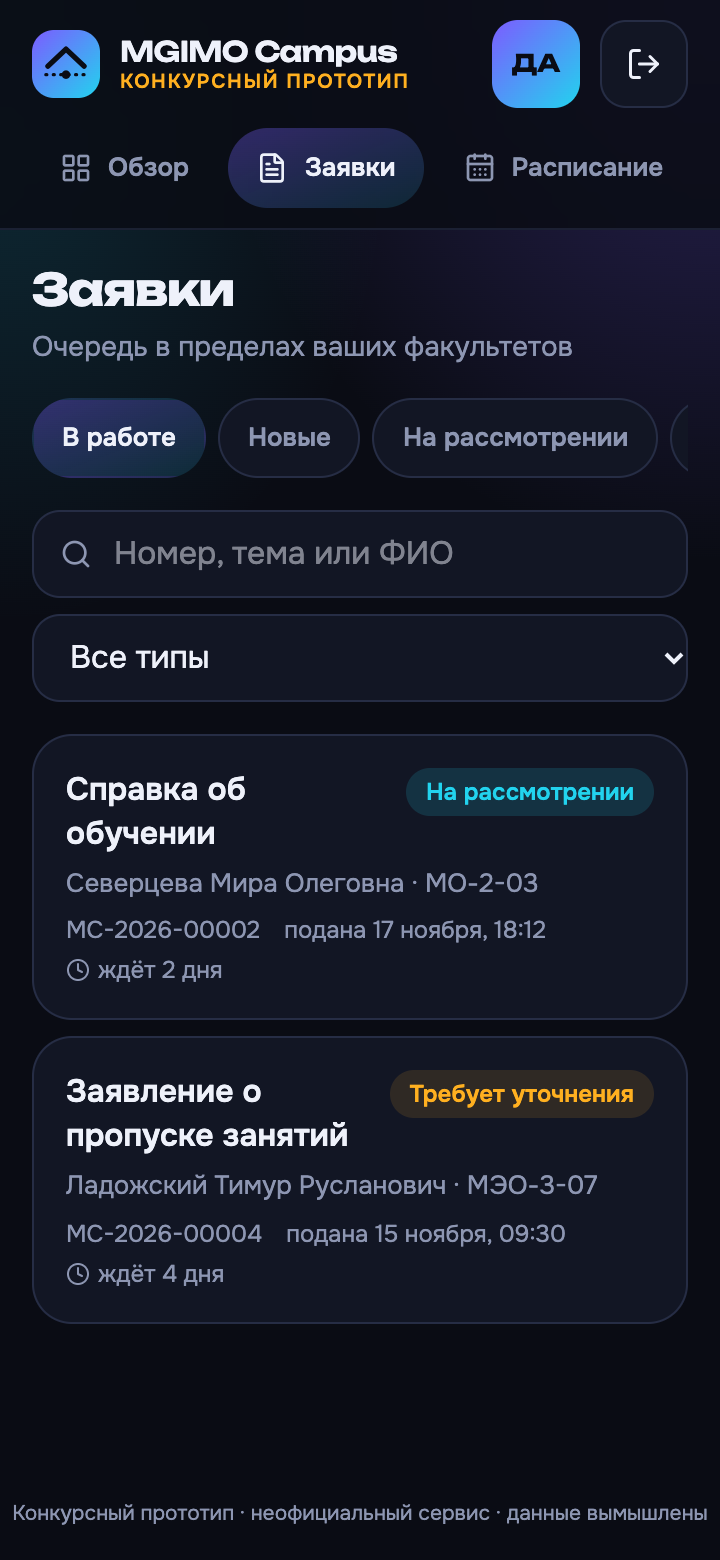 MGIMO Campus
КОНКУРСНЫЙ ПРОТОТИП
ДА
Обзор
Заявки
Расписание
Заявки
Очередь в пределах ваших факультетов
В работе
Новые
На рассмотрении
Номер, тема или ФИО
Все типы
Справка об
обучении
На рассмотрении
Северцева Мира Олеговна · МО-2-03
МС-2026-00002 подана 17 ноября, 18:12
ждёт 2 дня
Заявление о
пропуске занятий
Требует уточнения
Ладожский Тимур Русланович · МЭО-3-07
МС-2026-00004 подана 15 ноября, 09:30
ждёт 4 дня
Конкурсный прототип · неофициальный сервис · данные вымышлены